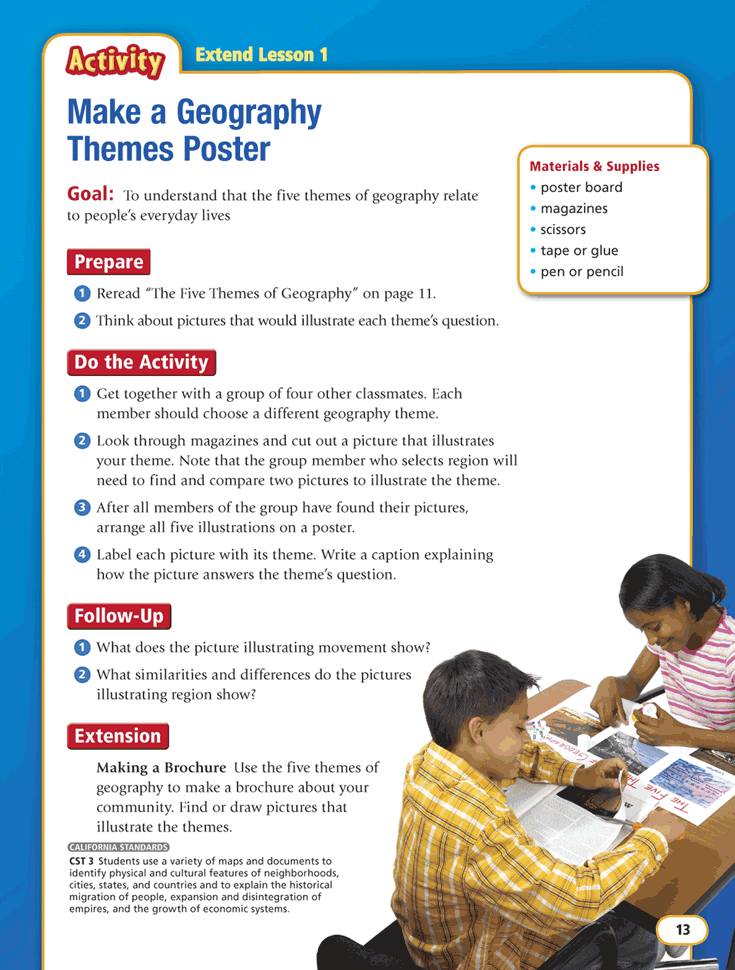 Activity
Extend Lesson 1
Make a Geography
Themes Poster
Goal: To understand that the five themes of geography relate
to people's everyday lives
Materials & Supplies
• poster board
• magazines
• scissors
• tape or glue
• pen or pencil
Prepare
1 Reread "The Five Themes of Geography" on page 11.
2 Think about pictures that would illustrate each theme's question.
Do the Activity
1 Get together with a group of four other classmates. Each
member should choose a different geography theme.
2 Look through magazines and cut out a picture that illustrates
your theme. Note that the group member who selects region will
need to find and compare two pictures to illustrate the theme.
3 After all members of the group have found their pictures,
arrange all five illustrations on a poster.
4 Label each picture with its theme. Write a caption explaining
how the picture answers the theme's question.
Follow-Up
1 What does the picture illustrating movement show?
2 What similarities and differences do the pictures
illustrating region show?
Extension
Making a Brochure Use the five themes of
geography to make a brochure about your
community. Find or draw pictures that
illustrate the themes.
CALIFORNIA STANDARDS
CST 3 Students use a variety of maps and documents to
identify physical and cultural features of neighborhoods,
cities, states, and countries and to explain the historical
migration of people, expansion and disintegration of
empires, and the growth of economic systems.
THE FIVE THEMES
GEOGRAPHY
13